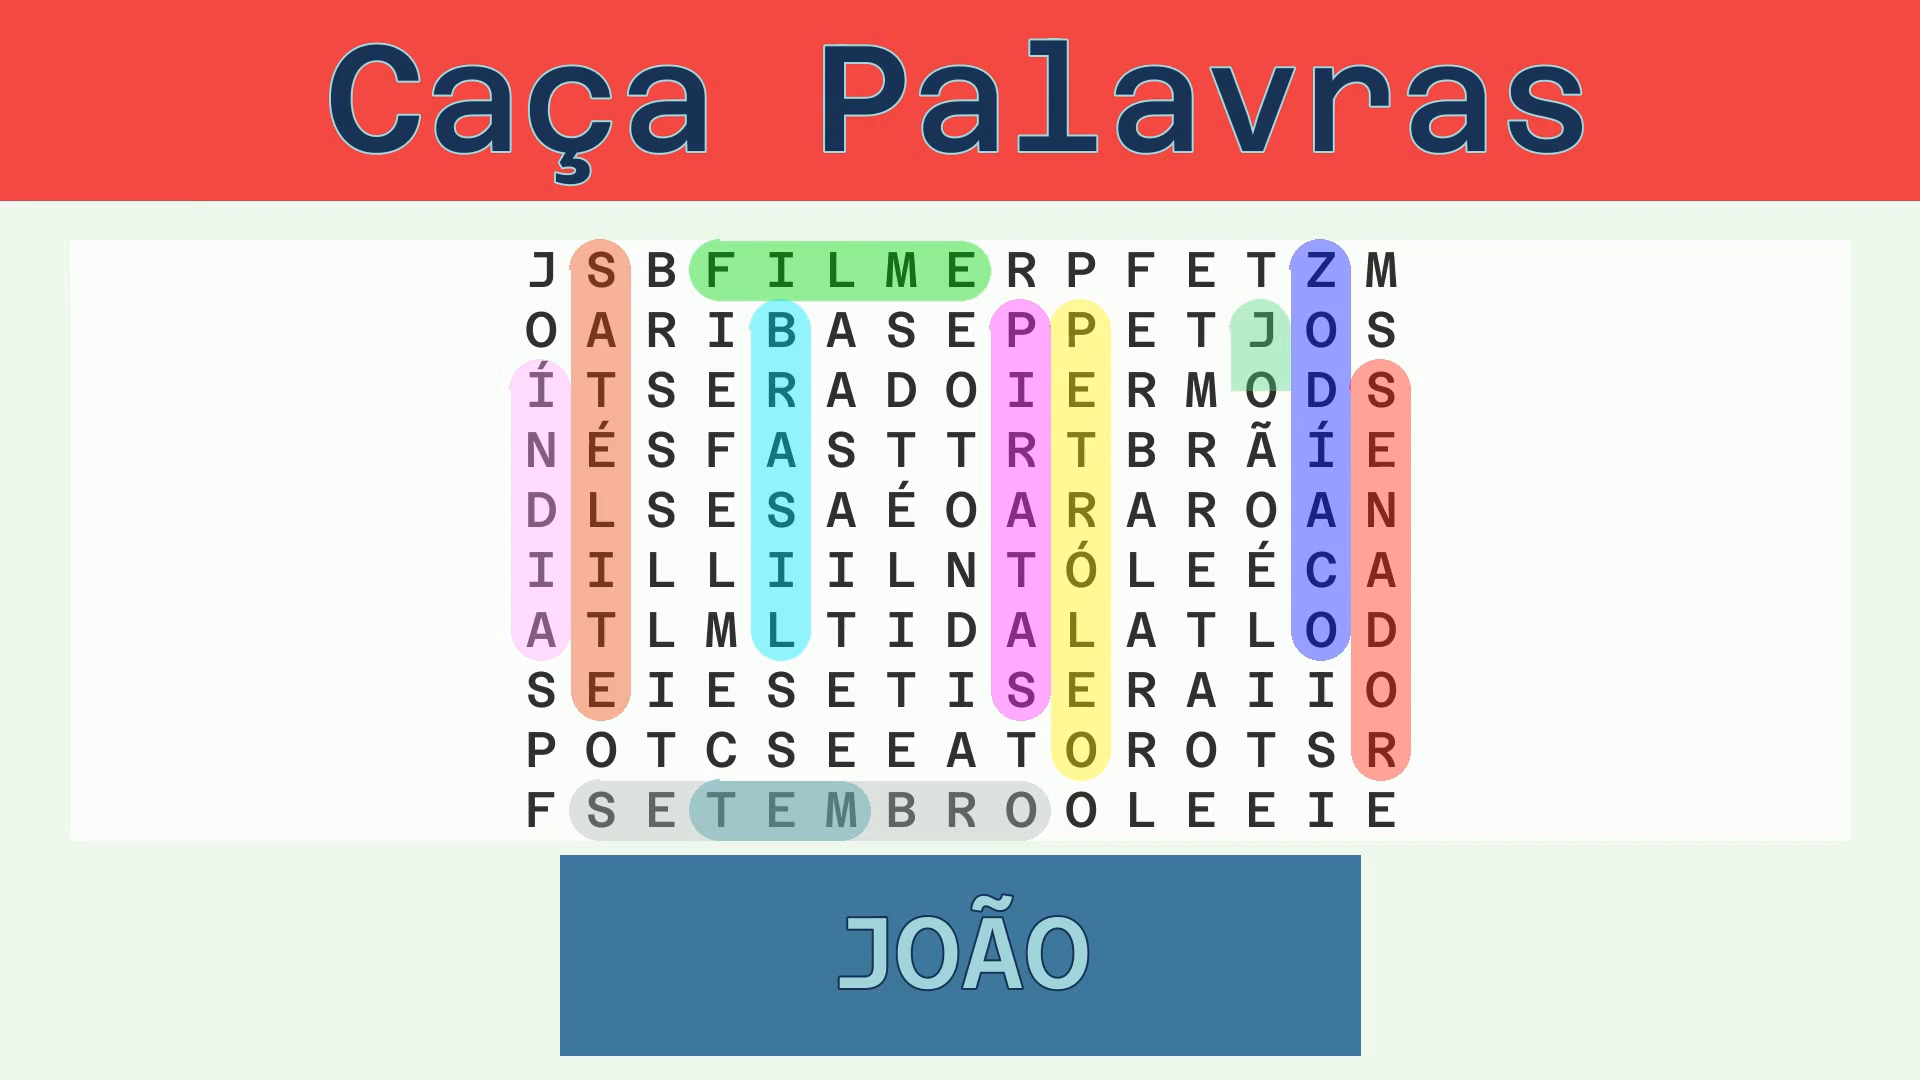 Caça Palavras
J S B F I L M E R P F E T Z M
O A R I B A S E P P E T J O S
Í T S E R A D O I E R M O D S
N É S F A S T T R T B R Ã Í E
D L S E S A É O A R A R O A N
I I L L I I L N T Ó L E É C A
A T L M L T I D A L A T L O D
S E I E S E T I S E R A I I O
P O T C S E E A T O R O T S R
F S E T E M B R O O L E E I E
JOÃO